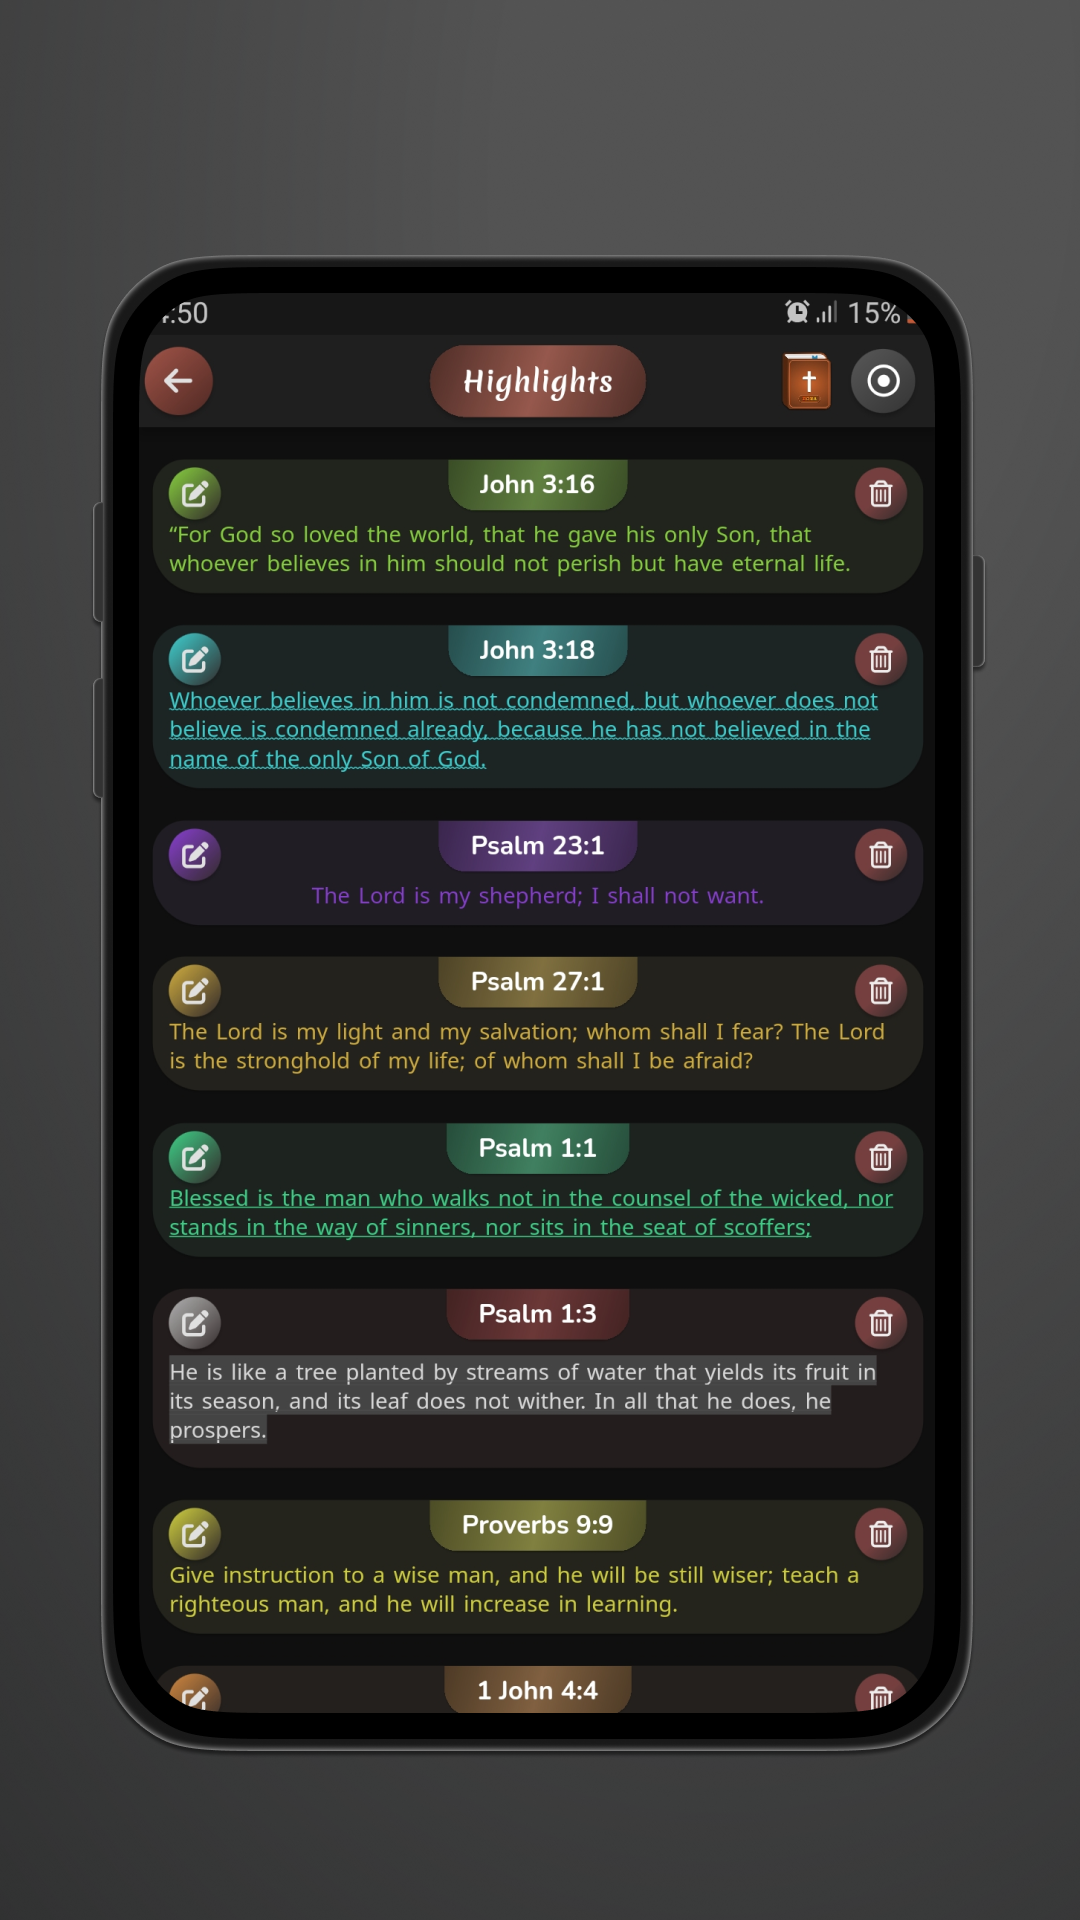 :50
15%
Highlights
John 3:16
“For God so loved the world, that he gave his only Son, that
whoever believes in him should not perish but have eternal life.
John 3:18
Whoever believes in him is not condemned, but whoever does not
believe is condemned already, because he has not believed in the
name of the only Son of God.
Psalm 23:1
The Lord is my shepherd; I shall not want.
Psalm 27:1
The Lord is my light and my salvation; whom shall I fear? The Lord
is the stronghold of my life; of whom shall I be afraid?
Psalm 1:1
Blessed is the man who walks not in the counsel of the wicked, nor
stands in the way of sinners, nor sits in the seat of scoffers;
Psalm 1:3
He is like a tree planted by streams of water that yields its fruit in
its season, and its leaf does not wither. In all that he does, he
prospers.
Proverbs 9:9
Give instruction to a wise man, and he will be still wiser; teach a
righteous man, and he will increase in learning.
1 John 4:4